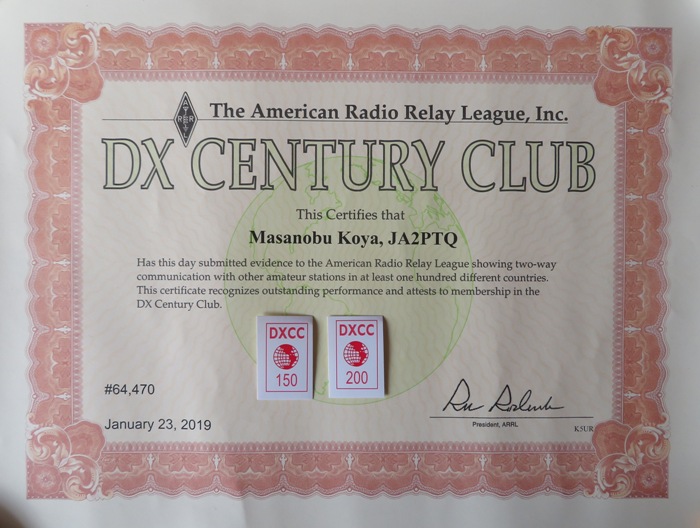 ARRL
The American Radio Relay League, Inc.
DX CENTURY CLUB
This Certifies that
Masanobu Koya, JA2PTQ
Has this day submitted evidence to the American Radio Relay League showing two-way
communication with other amateur stations in at least one hundred different countries.
This certificate recognizes outstanding performance and attests to membership in the
DX Century Club.
DXCC
150
DXCC
200
#64,470
January 23, 2019
President, ARRL
K5UR